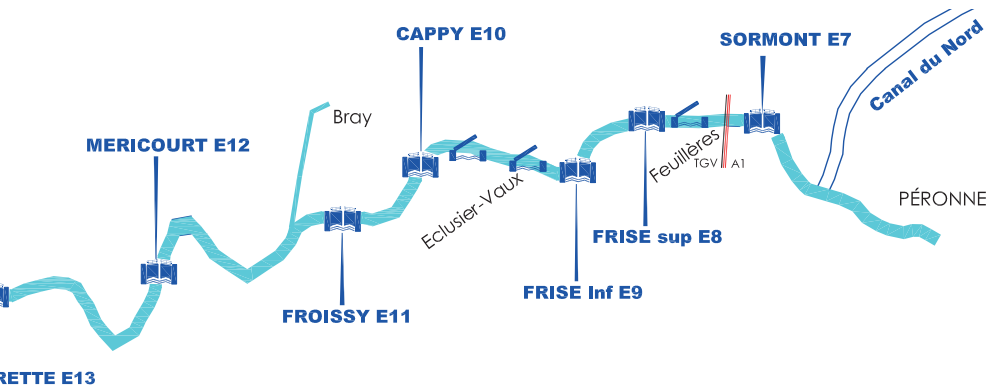 CAPPY E10
SORMONT E7
Canal du Nord
Bray
MERICOURT E12
Feuillères
TGV
A1
Eclusier-Vaux
PÉRONNE
FRISE sup E8
FRISE Inf E9
FROISSY E11
RETTE E13